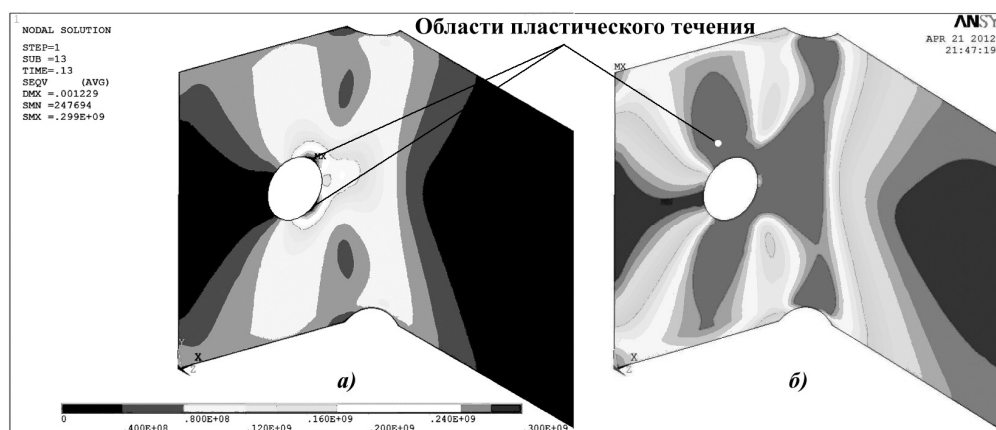 1
NODAL SOLUTION
STEP=1
SUB =13
TIME=.13
SEQV (AVG)
DMX =.001229
SMN =247694
SMX =.299E+09
Области пластического течения
ANSY
APR 21 2012
21:47:19
MX
MX
Y
X
Z
Z
а)
б)
0
.400E+08
.800E+08
.120E+09
.160E+09
.200E+09
.240E+09
.300E+09